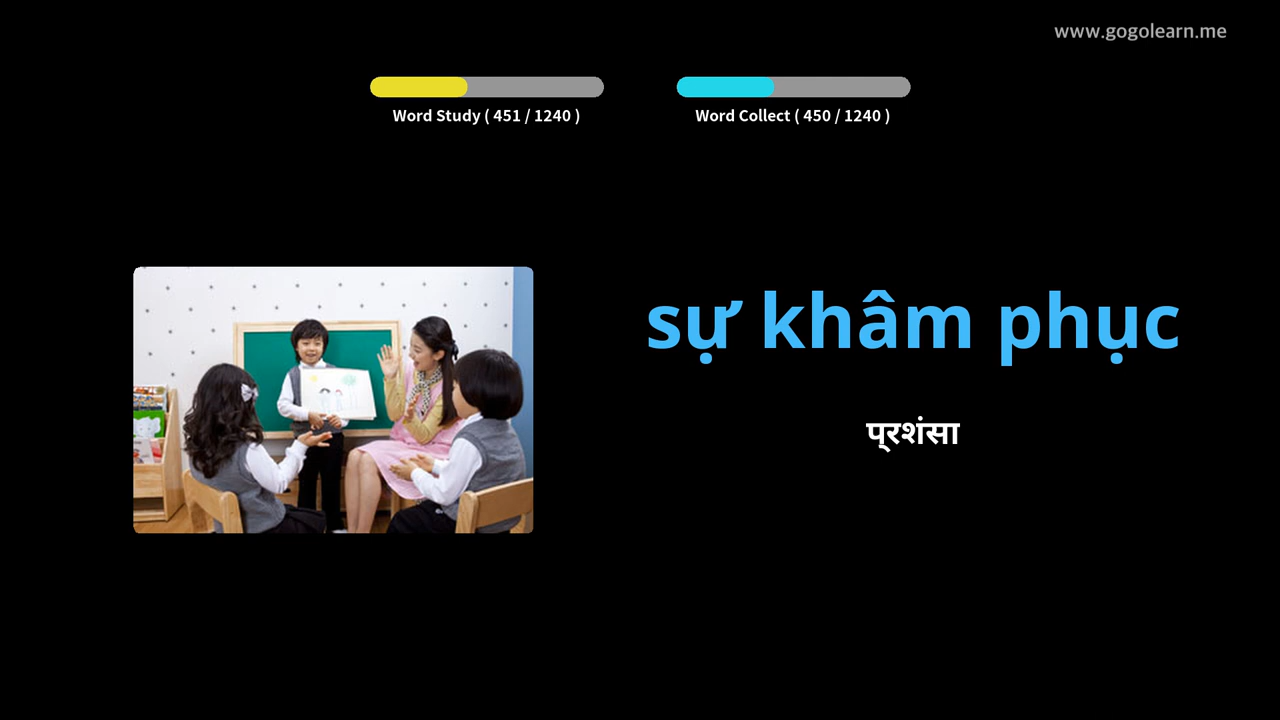 www.gogolearn.me
Word Study ( 451 / 1240 )
Word Collect ( 450 / 1240 )
sự khâm phục
प्रशंसा